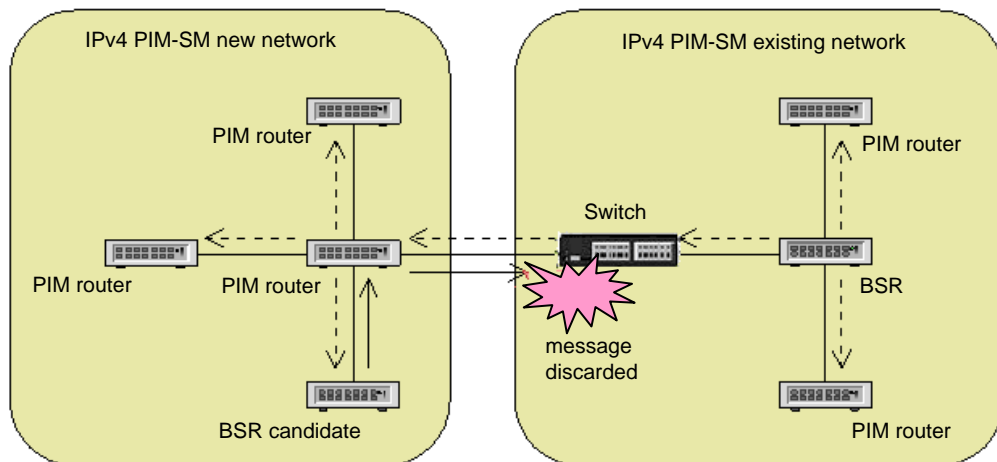 IPv4 PIM-SM new network
IPv4 PIM-SM existing network
PIM router
PIM router
Switch
PIM router
PIM router
BSR
message
discarded
BSR candidate
PIM router